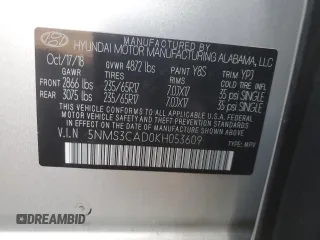 MANUFACTURED BY
HYUNDAI MOTOR MANUFACTURING ALABAMA, LLC
Oct/17/18 GVWR 4872 lbs PAINT Y8S TRIM YPJ
GAWR TIRES RIMS COLD TIRE PRESSURE
FRONT 2866 lbs 235/65R17 7.0JX17 35 psi SINGLE
REAR 3075 lbs 235/65R17 7.0JX17 35 psi SINGLE
THIS VEHICLE CONFORMS TO ALL APPLICABLE U.S.A. FEDERAL
MOTOR VEHICLE SAFETY, BUMPER, AND THEFT PREVENTION
STANDARDS IN EFFECT ON THE DATE OF MANUFACTURE SHOWN ABOVE.
V.I.N 5NMS3CAD0KH053609
TYPE: MPV
DREAMBID